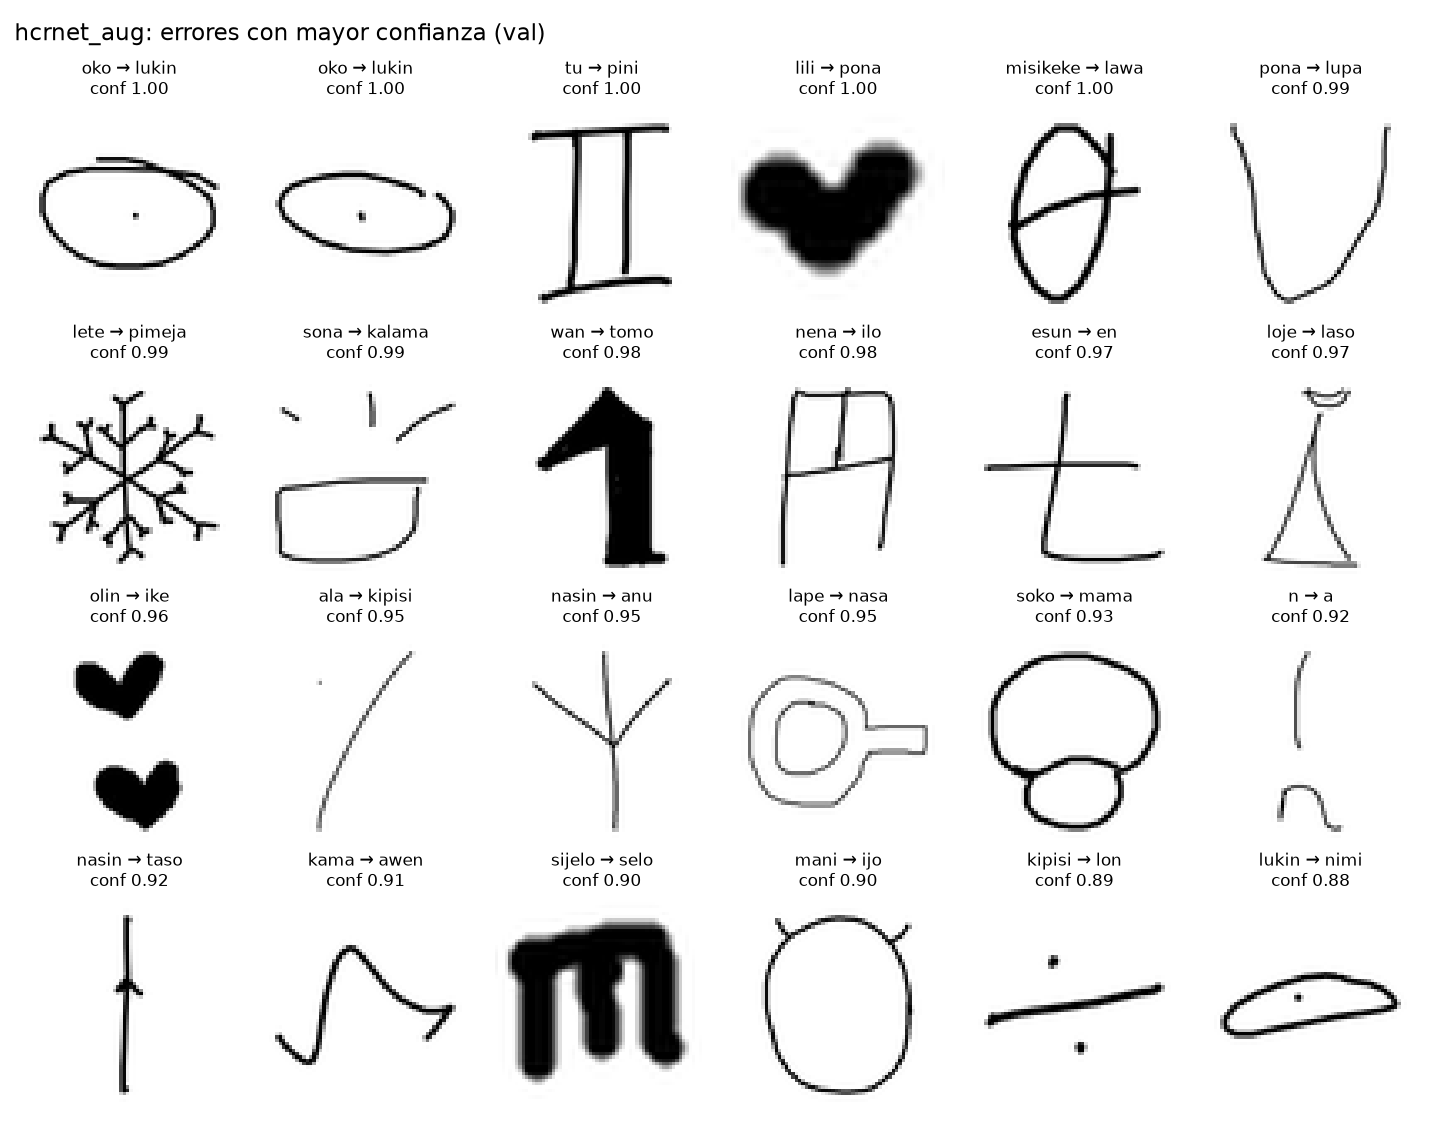 hcrnet_aug: errores con mayor confianza (val)
oko → lukin
conf 1.00
oko → lukin
conf 1.00
tu → pini
conf 1.00
lili → pona
conf 1.00
misikeke → lawa
conf 1.00
pona → lupa
conf 0.99
lete → pimeja
conf 0.99
sona → kalama
conf 0.99
wan → tomo
conf 0.98
nena → ilo
conf 0.98
esun → en
conf 0.97
loje → laso
conf 0.97
olin → ike
conf 0.96
ala → kipisi
conf 0.95
nasin → anu
conf 0.95
lape → nasa
conf 0.95
soko → mama
conf 0.93
n → a
conf 0.92
nasin → taso
conf 0.92
kama → awen
conf 0.91
sijelo → selo
conf 0.90
mani → ijo
conf 0.90
kipisi → lon
conf 0.89
lukin → nimi
conf 0.88